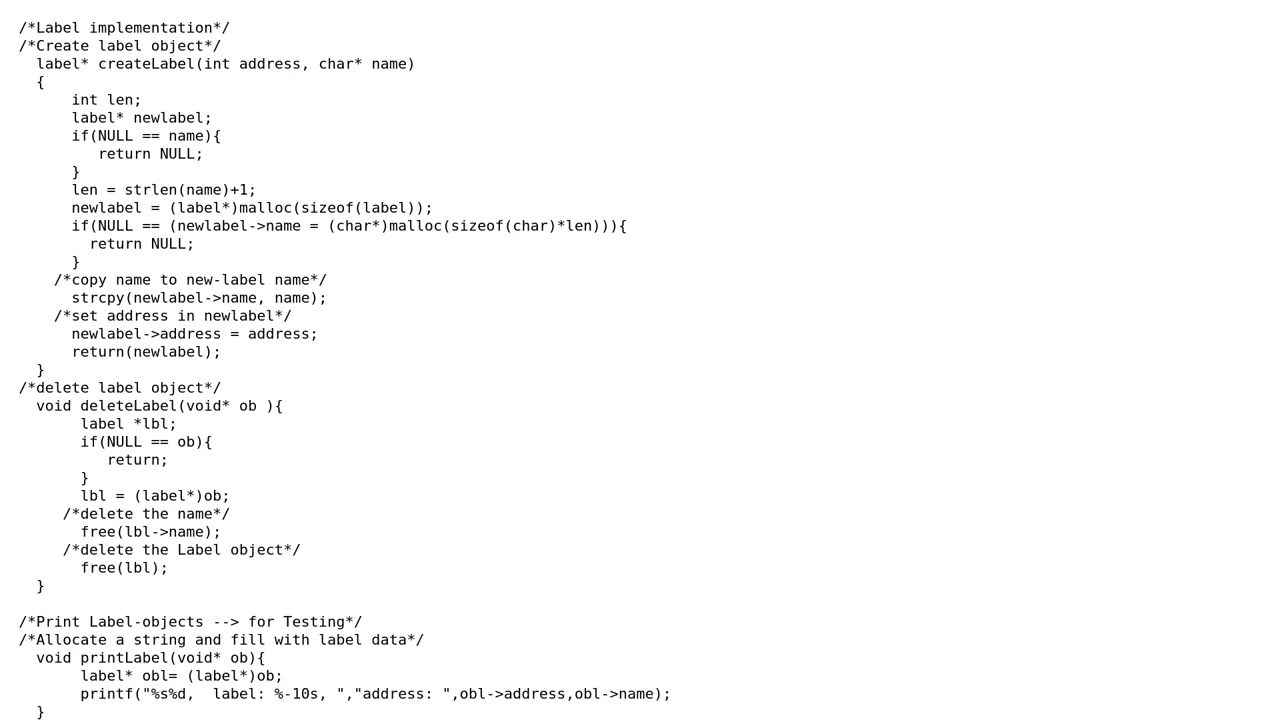 /*Label implementation*/
/*Create label object*/
  label* createLabel(int address, char* name)
  {
      int len;
      label* newlabel;
      if(NULL == name){
         return NULL;
      }
      len = strlen(name)+1;
      newlabel = (label*)malloc(sizeof(label));
      if(NULL == (newlabel->name = (char*)malloc(sizeof(char)*len))){
        return NULL;
      }
    /*copy name to new-label name*/
      strcpy(newlabel->name, name);
    /*set address in newlabel*/
      newlabel->address = address;
      return(newlabel);
  }
/*delete label object*/
  void deleteLabel(void* ob ){
       label *lbl;
       if(NULL == ob){
          return;
       }
       lbl = (label*)ob;
     /*delete the name*/
       free(lbl->name);
     /*delete the Label object*/
       free(lbl);
  }

/*Print Label-objects --> for Testing*/
/*Allocate a string and fill with label data*/
  void printLabel(void* ob){
       label* obl= (label*)ob;
       printf("%s%d,  label: %-10s, ","address: ",obl->address,obl->name);
  }